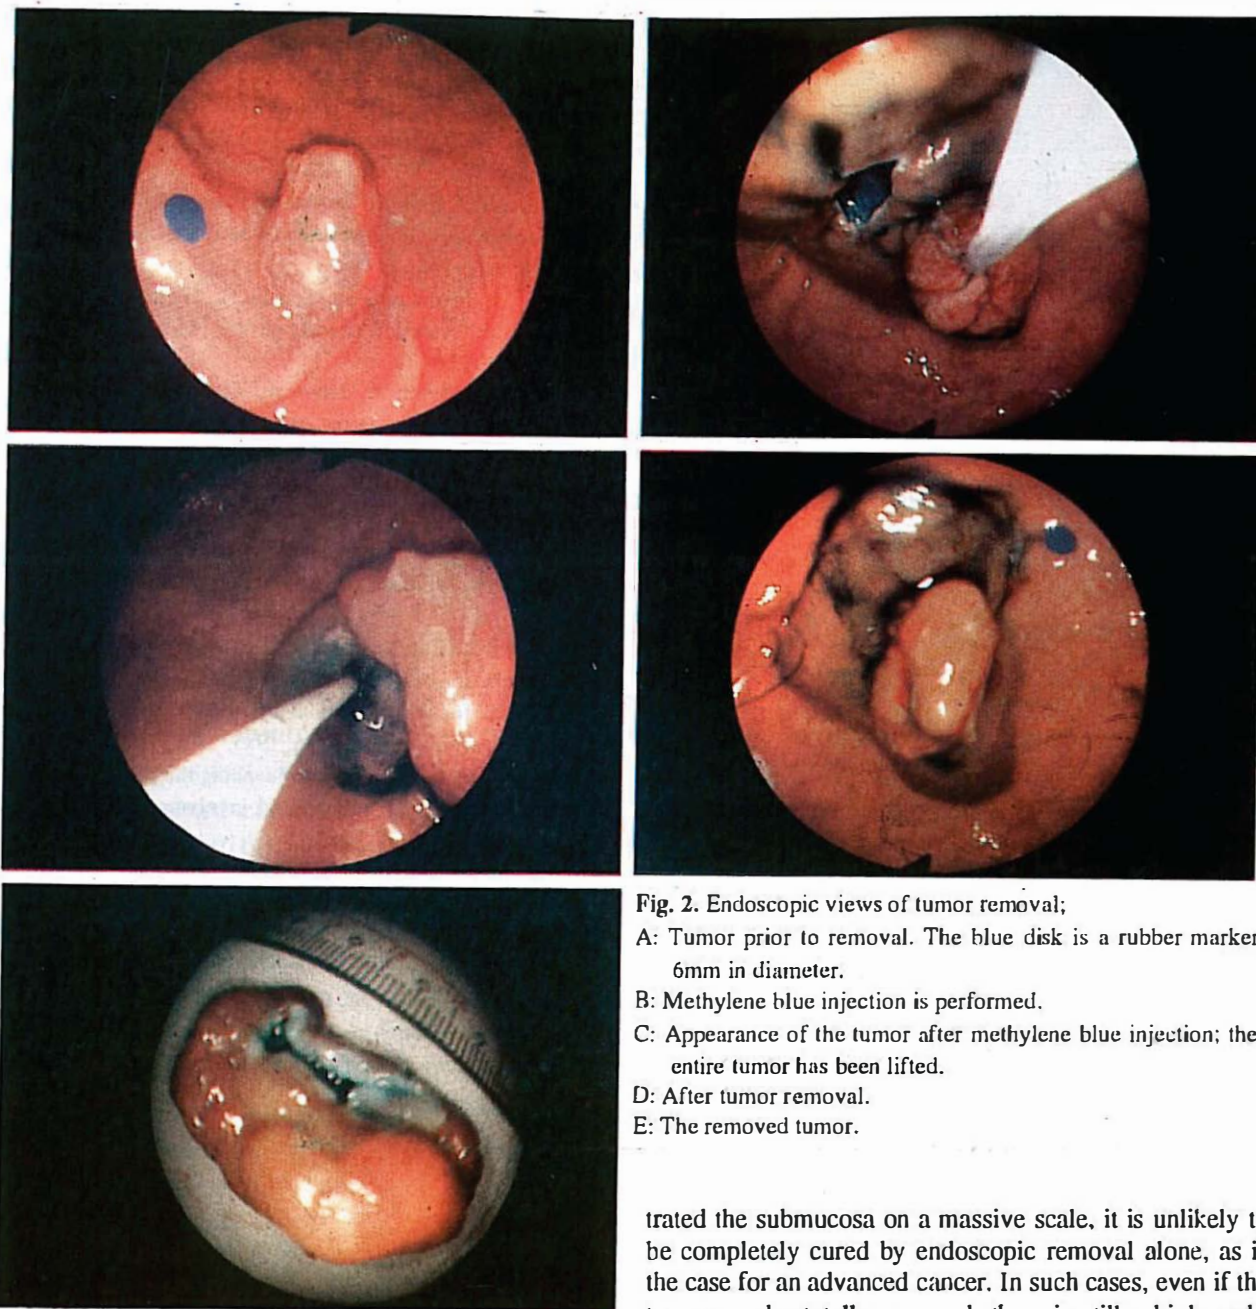 Fig. 2. Endoscopic views of tumor removal;
A: Tumor prior to removal. The blue disk is a rubber marker
6mm in diameter.
B: Methylene blue injection is performed.
C: Appearance of the tumor after methylene blue injection; the
entire tumor has been lifted.
D: After tumor removal.
E: The removed tumor.
trated the submucosa on a massive scale, it is unlikely t
be completely cured by endoscopic removal alone, as i
the case for an advanced cancer. In such cases, even if th